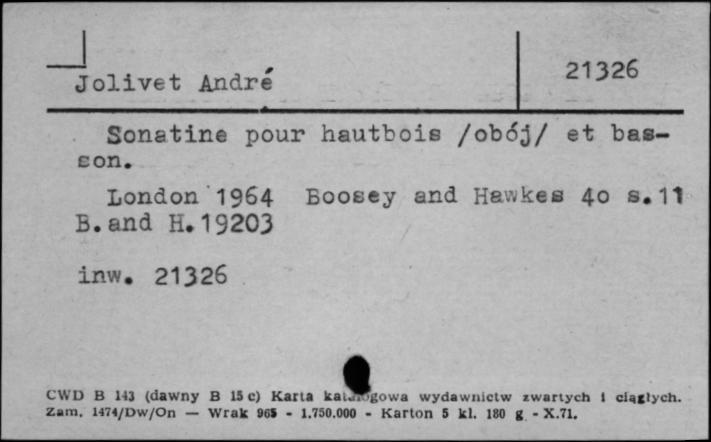 Jolivet André
21326
Sonatine pour hautbois /obój/ et bas-
son.
London 1964 Boosey and Hawkes 4o s.11
B.and H.19203
inw. 21326
CWD B 143 (dawny B 15 c) Karta katalogowa wydawnictw zwartych i ciągłych.
Zam. 1474/Dw/On — Wrak 965 - 1.750.000 - Karton 5 kl. 180 g - X.71.